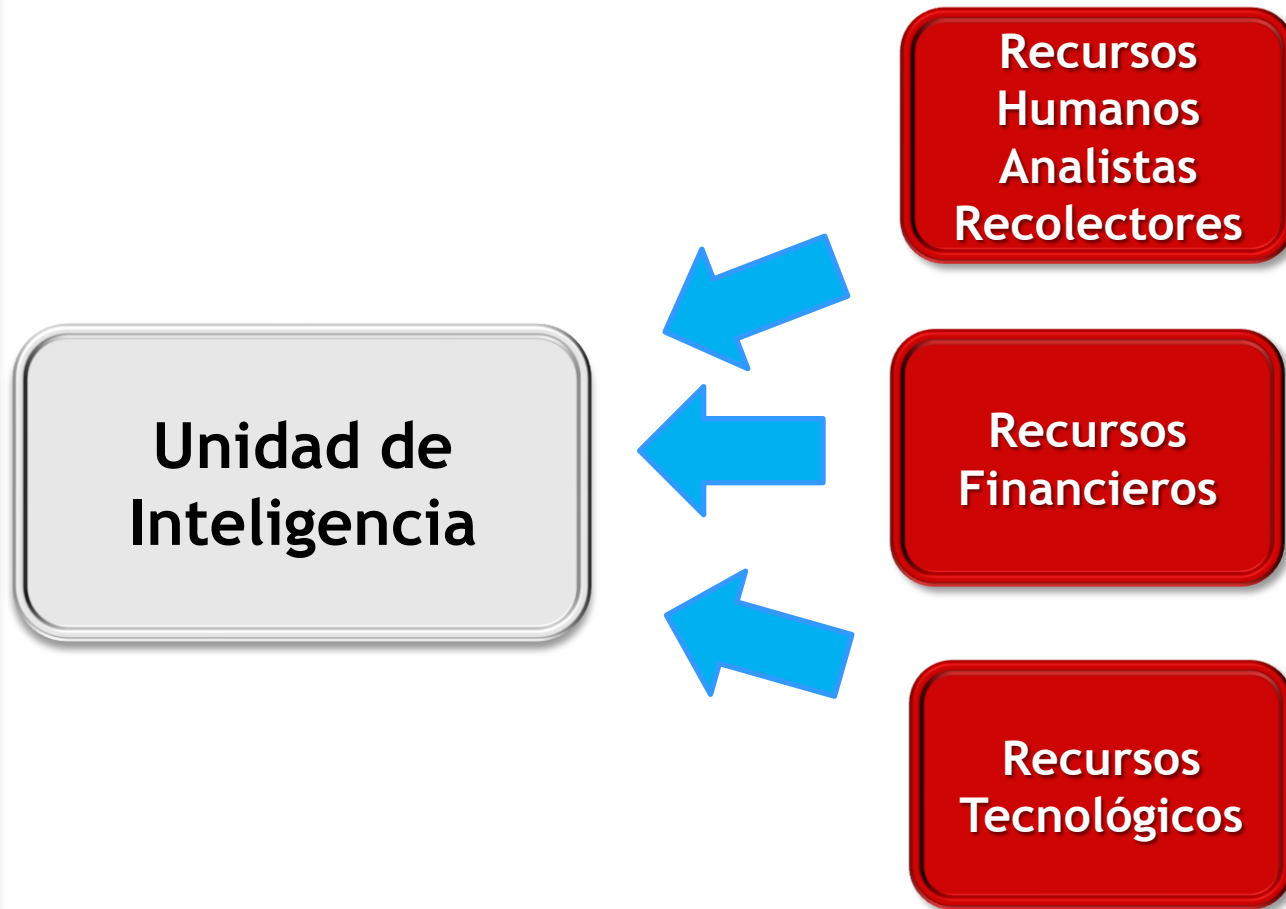 Recursos
Humanos
Analistas
Recolectores
Unidad de
Inteligencia
Recursos
Financieros
Recursos
Tecnológicos